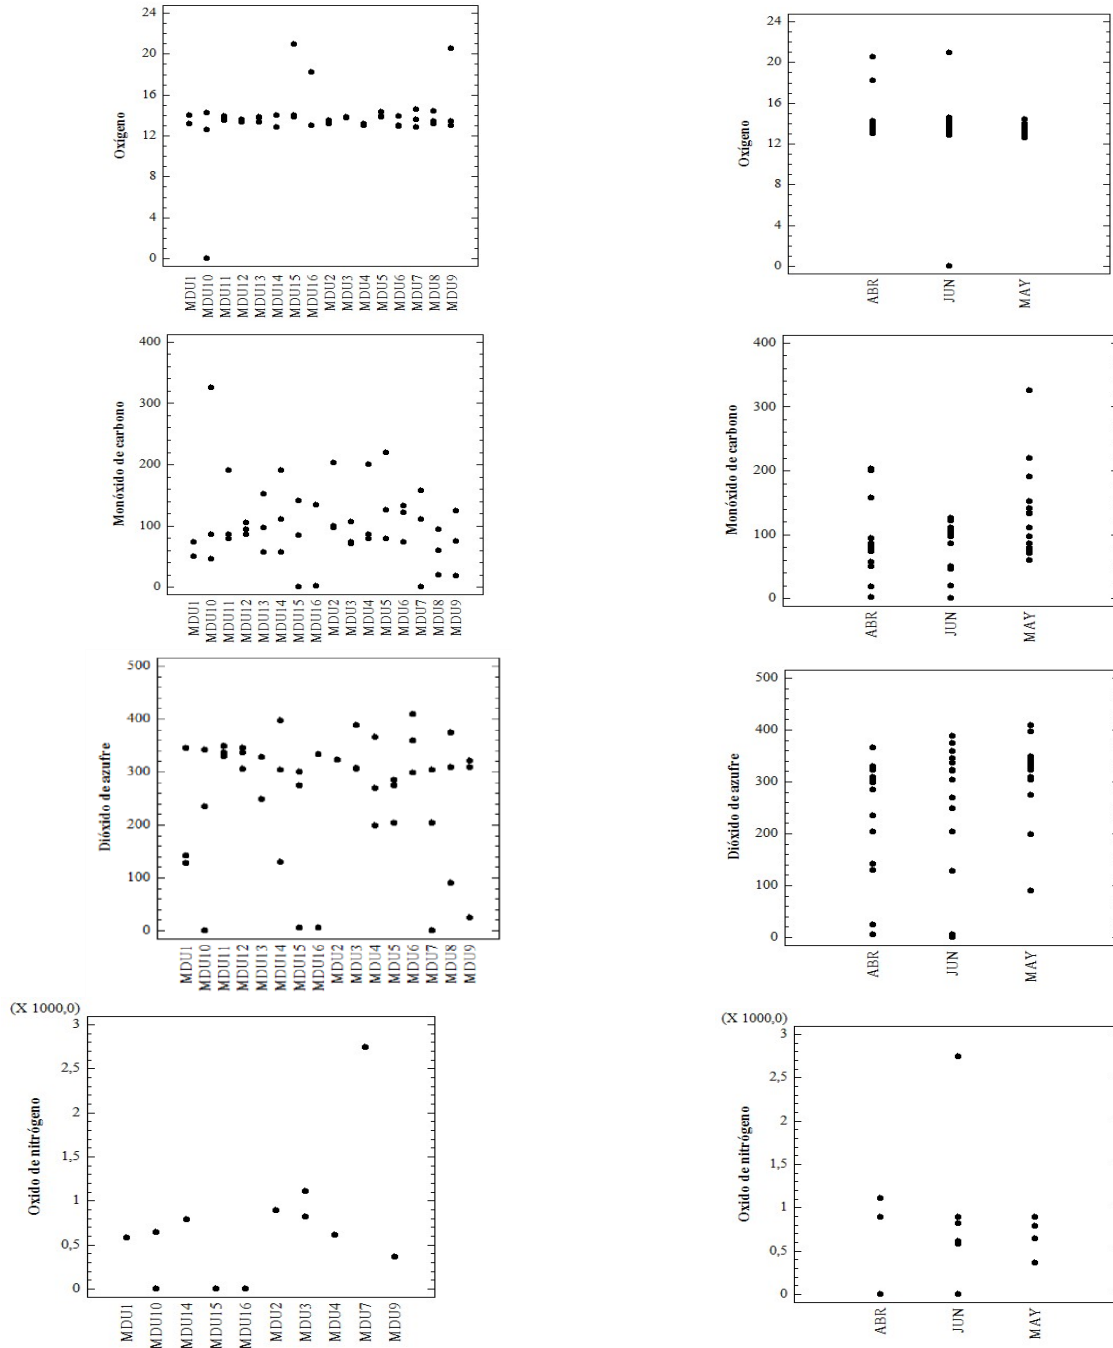 24
20
16
12
8
4
0
Oxígeno
MDU1
MDU10
MDU11
MDU12
MDU13
MDU14
MDU15
MDU16
MDU2
MDU3
MDU4
MDU5
MDU6
MDU7
MDU8
MDU9
24
20
16
12
8
4
0
Oxígeno
ABR
JUN
MAY
400
300
200
100
0
Monóxido de carbono
MDU1
MDU10
MDU11
MDU12
MDU13
MDU14
MDU15
MDU16
MDU2
MDU3
MDU4
MDU5
MDU6
MDU7
MDU8
MDU9
400
300
200
100
0
Monóxido de carbono
ABR
JUN
MAY
500
400
300
200
100
0
Dióxido de azufre
MDU1
MDU10
MDU11
MDU12
MDU13
MDU14
MDU15
MDU16
MDU2
MDU3
MDU4
MDU5
MDU6
MDU7
MDU8
MDU9
500
400
300
200
100
0
Dióxido de azufre
ABR
JUN
MAY
(X 1000,0)
3
2,5
2
1,5
1
0,5
0
Oxido de nitrógeno
MDU1
MDU10
MDU14
MDU15
MDU16
MDU2
MDU3
MDU4
MDU7
MDU9
(X 1000,0)
3
2,5
2
1,5
1
0,5
0
Oxido de nitrógeno
ABR
JUN
MAY